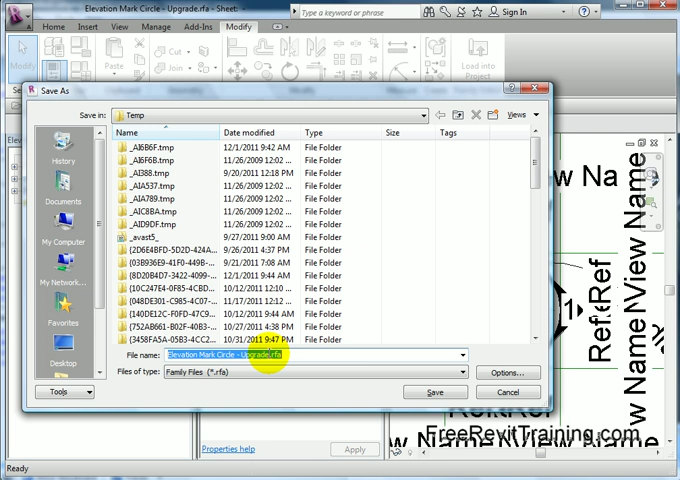 Elevation Mark Circle - Upgrade.rfa - Sheet:
Type a keyword or phrase
Sign In
Home Insert View Manage Add-Ins Modify
Modify
Paste
Cut
Join
Load into
Project
Save As
Save in: Temp
Views
Name Date modified Type Size Tags
_AI6B6F.tmp 12/1/2011 9:42 AM File Folder
_AI6F6B.tmp 11/26/2009 12:02 ... File Folder
_AI388.tmp 9/20/2011 12:18 PM File Folder
_AIA537.tmp 11/26/2009 12:02 ... File Folder
_AIA789.tmp 11/26/2009 12:02 ... File Folder
_AIC8BA.tmp 11/26/2009 12:02 ... File Folder
_AID9DF.tmp 11/26/2009 12:02 ... File Folder
_avast5_ 9/27/2011 9:00 AM File Folder
{2D6E4BFD-5D2D-424A... 9/26/2011 4:37 PM File Folder
{03B936E9-41F0-449B-... 9/21/2011 7:08 AM File Folder
{8D20B4D7-3422-4099-... 12/1/2011 9:44 AM File Folder
{10C247E4-0F85-4CBD... 10/12/2011 12:10 ... File Folder
{048DE301-C985-4C07-... 11/17/2011 12:12 ... File Folder
{140DE12C-F0FD-47C9... 10/12/2011 9:44 AM File Folder
{752AB661-B02F-40B3-... 10/27/2011 4:38 PM File Folder
{3458FA5A-05B3-4CC2... 10/31/2011 9:47 PM File Folder
History
Documents
My Computer
My Network...
Favorites
Desktop
File name: Elevation Mark Circle - Upgrade.rfa
Files of type: Family Files (*.rfa)
Options...
Tools
Save
Cancel
View Name
Ref
Ref
1
View Name
FreeRevitTraining.com
Properties help
Apply
Ready